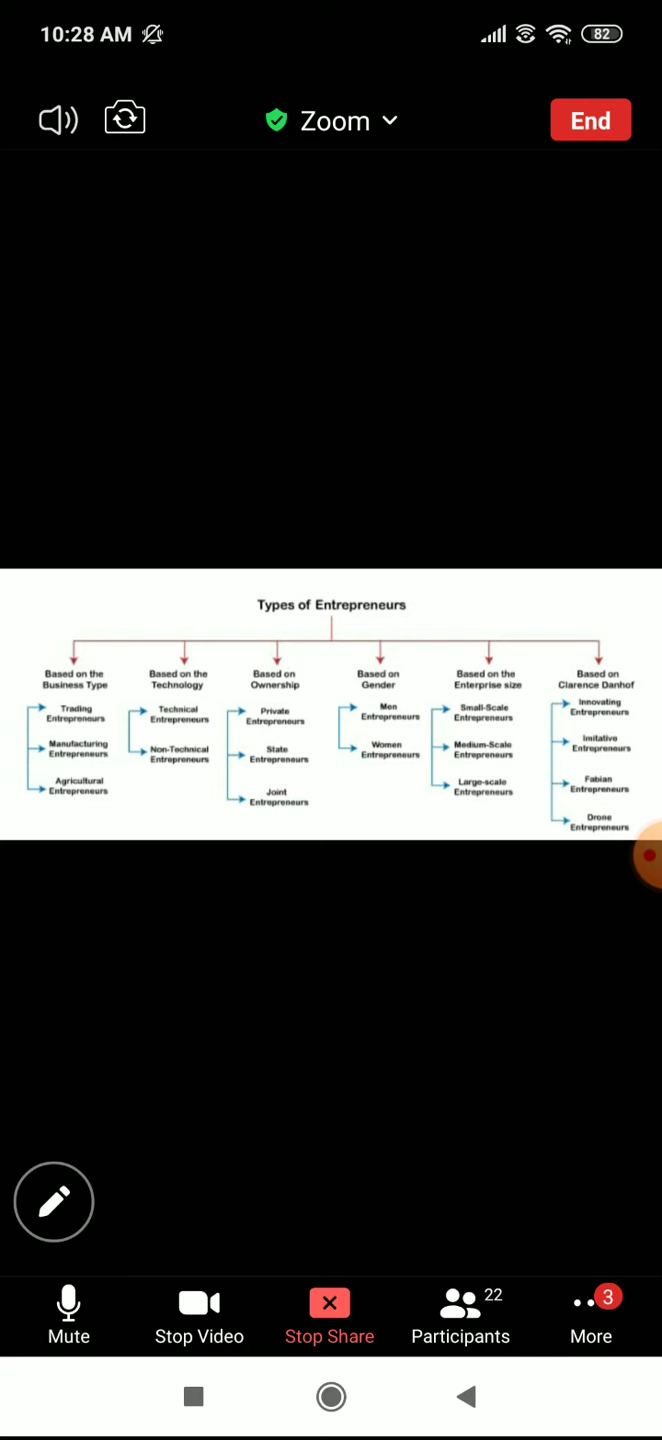 10:28 AM
82
Zoom
End
Types of Entrepreneurs
Based on the
Business Type
Trading
Entrepreneurs
Manufacturing
Entrepreneurs
Agricultural
Entrepreneurs
Based on the
Technology
Technical
Entrepreneurs
Non-Technical
Entrepreneurs
Based on
Ownership
Private
Entrepreneurs
State
Entrepreneurs
Joint
Entrepreneurs
Based on
Gender
Men
Entrepreneurs
Women
Entrepreneurs
Based on the
Enterprise size
Small-Scale
Entrepreneurs
Medium-Scale
Entrepreneurs
Large-scale
Entrepreneurs
Based on
Clarence Danhof
Innovating
Entrepreneurs
Imitative
Entrepreneurs
Fabian
Entrepreneurs
Drone
Entrepreneurs
22
3
Mute
Stop Video
Stop Share
Participants
More